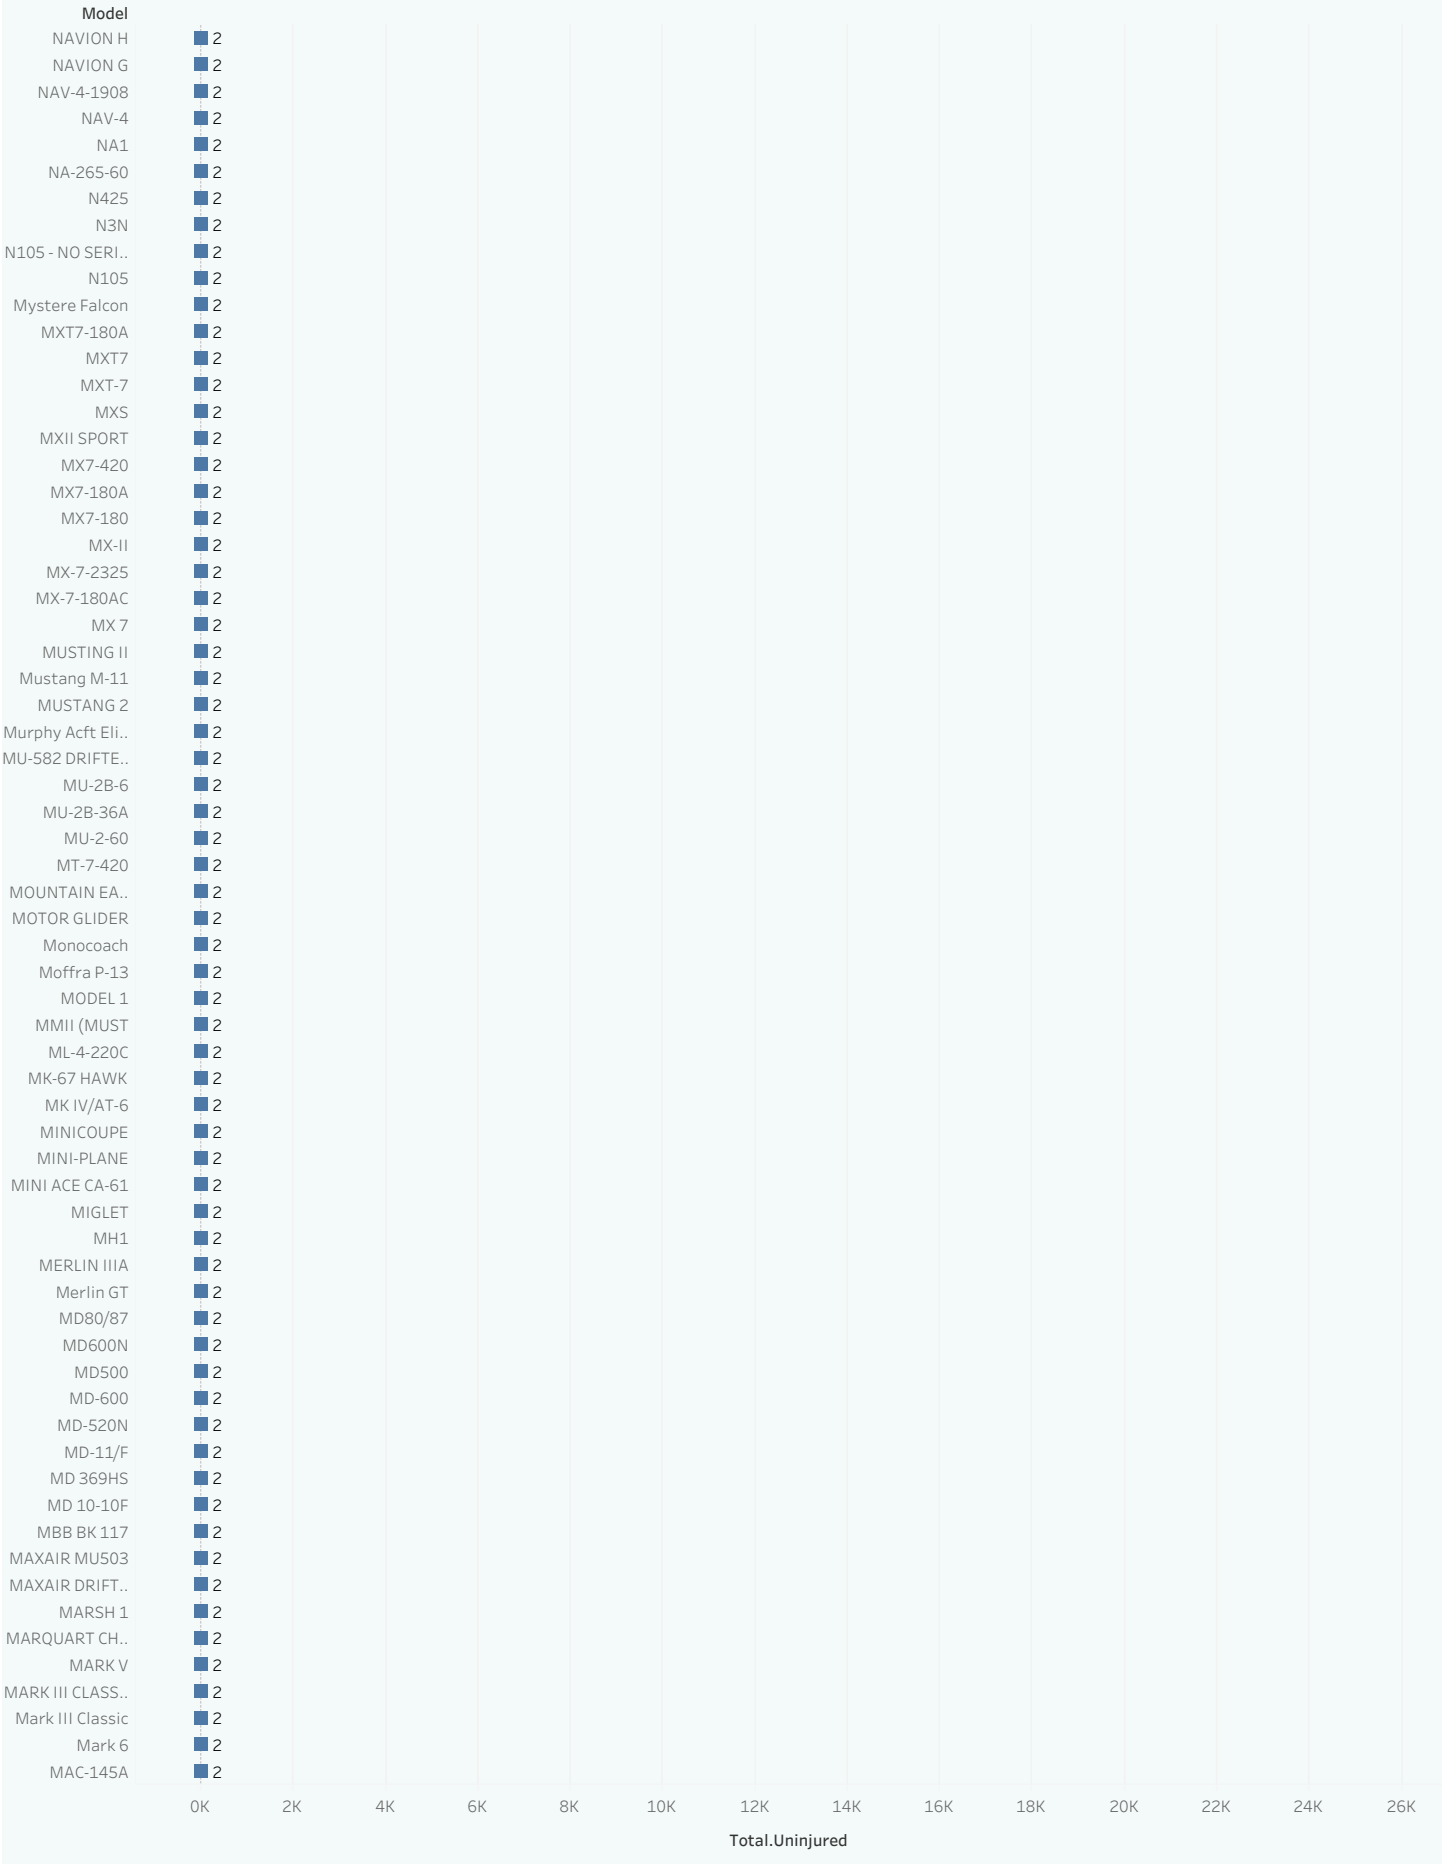 Model
NAVION H 2
NAVION G 2
NAV-4-1908 2
NAV-4 2
NA1 2
NA-265-60 2
N425 2
N3N 2
N105 - NO SERI.. 2
N105 2
Mystere Falcon 2
MXT7-180A 2
MXT7 2
MXT-7 2
MXS 2
MXII SPORT 2
MX7-420 2
MX7-180A 2
MX7-180 2
MX-II 2
MX-7-2325 2
MX-7-180AC 2
MX 7 2
MUSTING II 2
Mustang M-11 2
MUSTANG 2 2
Murphy Acft Eli.. 2
MU-582 DRIFTE.. 2
MU-2B-6 2
MU-2B-36A 2
MU-2-60 2
MT-7-420 2
MOUNTAIN EA.. 2
MOTOR GLIDER 2
Monocoach 2
Moffra P-13 2
MODEL 1 2
MMII (MUST 2
ML-4-220C 2
MK-67 HAWK 2
MK IV/AT-6 2
MINICOUPE 2
MINI-PLANE 2
MINI ACE CA-61 2
MIGLET 2
MH1 2
MERLIN IIIA 2
Merlin GT 2
MD80/87 2
MD600N 2
MD500 2
MD-600 2
MD-520N 2
MD-11/F 2
MD 369HS 2
MD 10-10F 2
MBB BK 117 2
MAXAIR MU503 2
MAXAIR DRIFT.. 2
MARSH 1 2
MARQUART CH.. 2
MARK V 2
MARK III CLASS.. 2
Mark III Classic 2
Mark 6 2
MAC-145A 2
0K 2K 4K 6K 8K 10K 12K 14K 16K 18K 20K 22K 24K 26K
Total.Uninjured